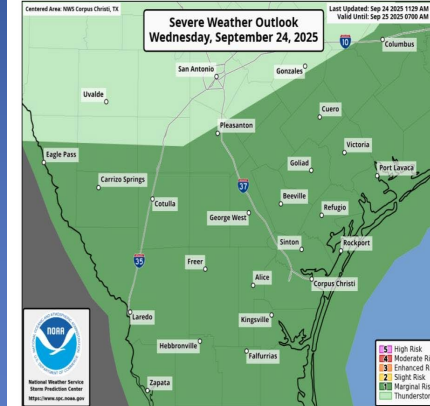 Centered Area: NWS Corpus Christi, TX
Severe Weather Outlook
Wednesday, September 24, 2025
Last Updated: Sep 24 2025 1129 AM
Valid Until: Sep 25 2025 0700 AM
10
Columbus
San Antonio
Gonzales
Uvalde
Cuero
Pleasanton
Victoria
Eagle Pass
Goliad
Port Lavaca
Carrizo Springs
37
Cotulla
Beeville
George West
Refugio
Sinton
Rockport
35
Freer
Alice
Corpus Christi
Laredo
Kingsville
Hebbronville
Falfurrias
Zapata
NOAA
National Weather Service
Storm Prediction Center
https://www.spc.noaa.gov
5 High Risk
4 Moderate Ri
3 Enhanced R
2 Slight Risk
1 Marginal Ris
Thunderstor